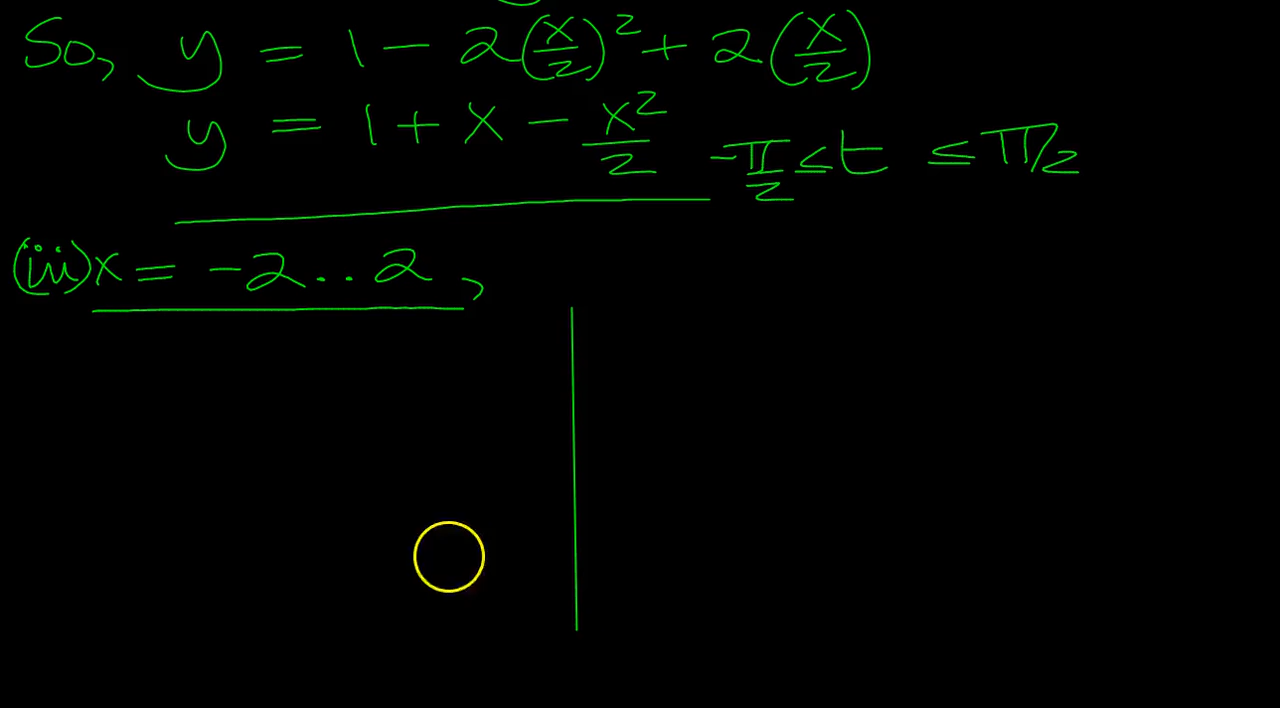 So, y = 1 - 2(x/2)² + 2(x/2)
y = 1 + x - x²/2 -π/2 ≤ t ≤ π/2
(iii) x = -2..2,